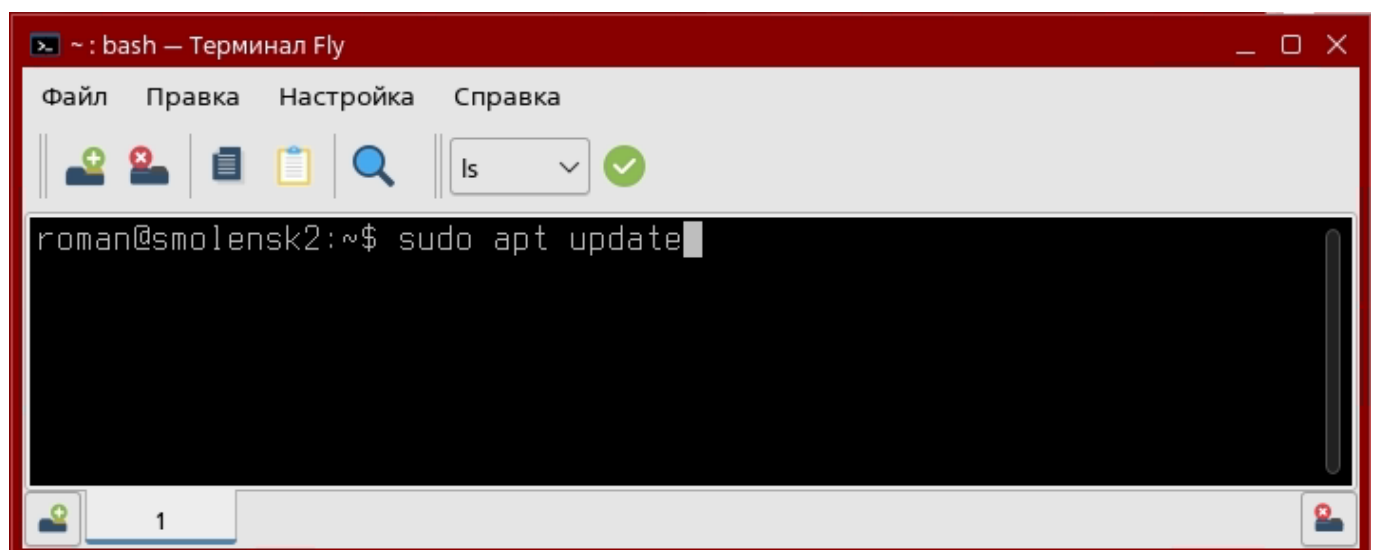 ~ : bash — Терминал Fly
Файл Правка Настройка Справка
ls
roman@smolensk2:~$ sudo apt update
1